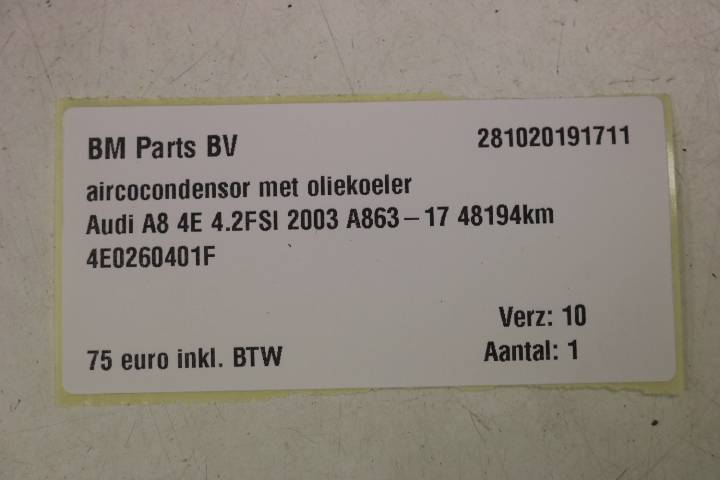 BM Parts BV 281020191711
aircocondensor met oliekoeler
Audi A8 4E 4.2FSI 2003 A863-17 48194km
4E0260401F
Verz: 10
75 euro inkl. BTW Aantal: 1